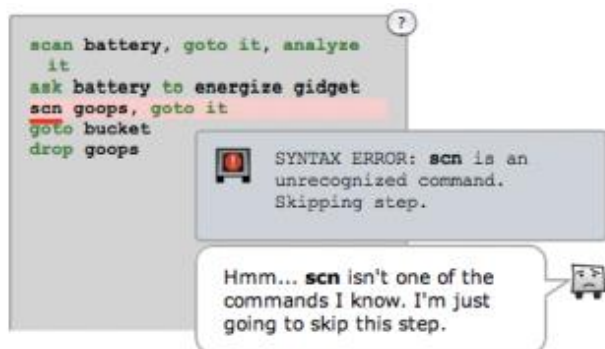 ?
scan battery, goto it, analyze
it
ask battery to energize gidget
scn goops, goto it
goto bucket
drop goops
SYNTAX ERROR: scn is an
unrecognized command.
Skipping step.
Hmm... scn isn't one of the
commands I know. I'm just
going to skip this step.